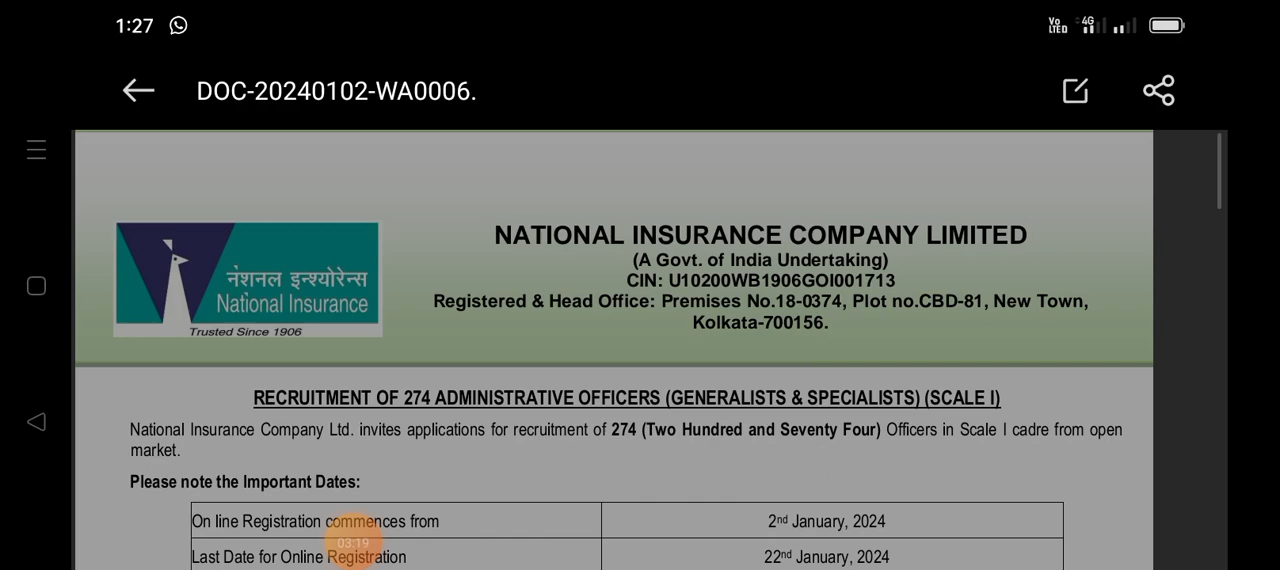 1:27
Vo LTED 4G
DOC-20240102-WA0006.
नेशनल इन्श्योरेन्स
National Insurance
Trusted Since 1906
NATIONAL INSURANCE COMPANY LIMITED
(A Govt. of India Undertaking)
CIN: U10200WB1906GOI001713
Registered & Head Office: Premises No.18-0374, Plot no.CBD-81, New Town,
Kolkata-700156.
RECRUITMENT OF 274 ADMINISTRATIVE OFFICERS (GENERALISTS & SPECIALISTS) (SCALE I)
National Insurance Company Ltd. invites applications for recruitment of 274 (Two Hundred and Seventy Four) Officers in Scale I cadre from open
market.
Please note the Important Dates:
On line Registration commences from 2nd January, 2024
03:19
Last Date for Online Registration 22nd January, 2024